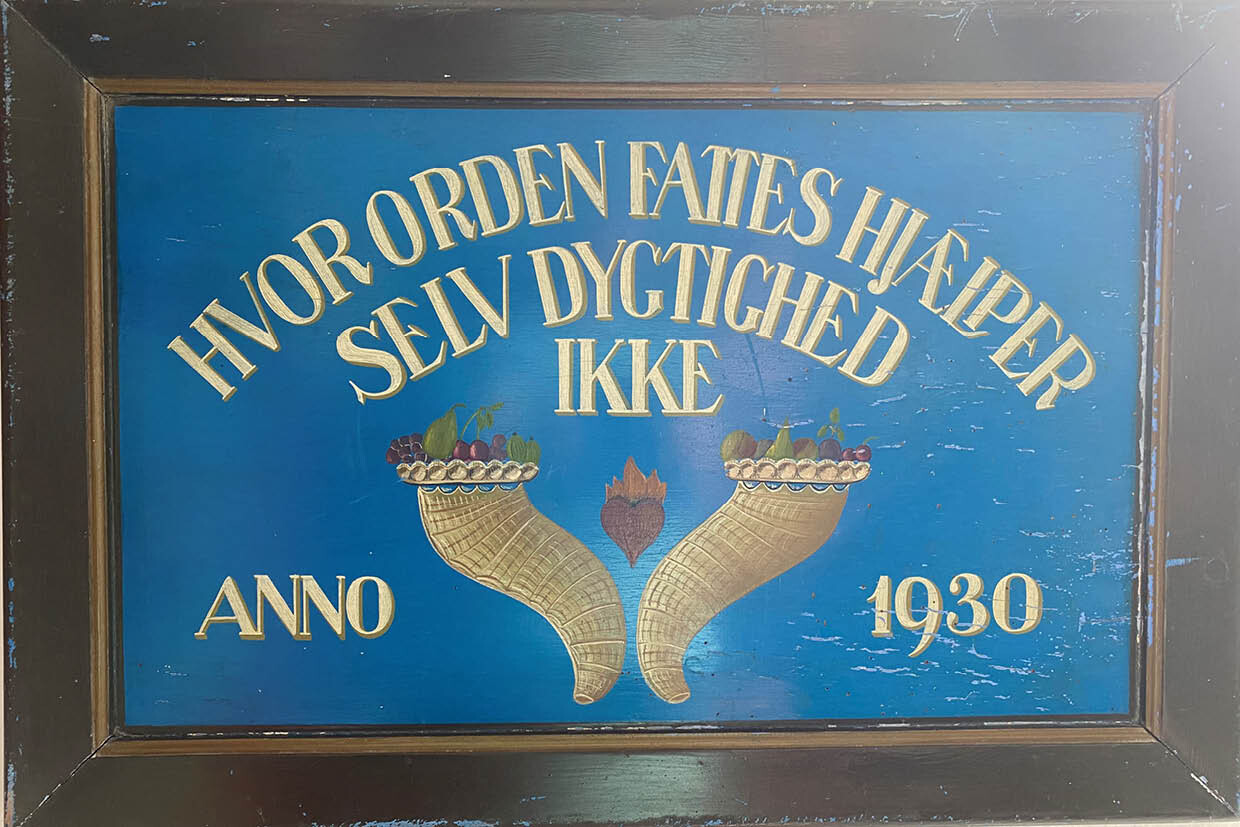 HVOR ORDEN FATTES HJÆLPER
SELV DYGTIGHED
IKKE
ANNO 1930